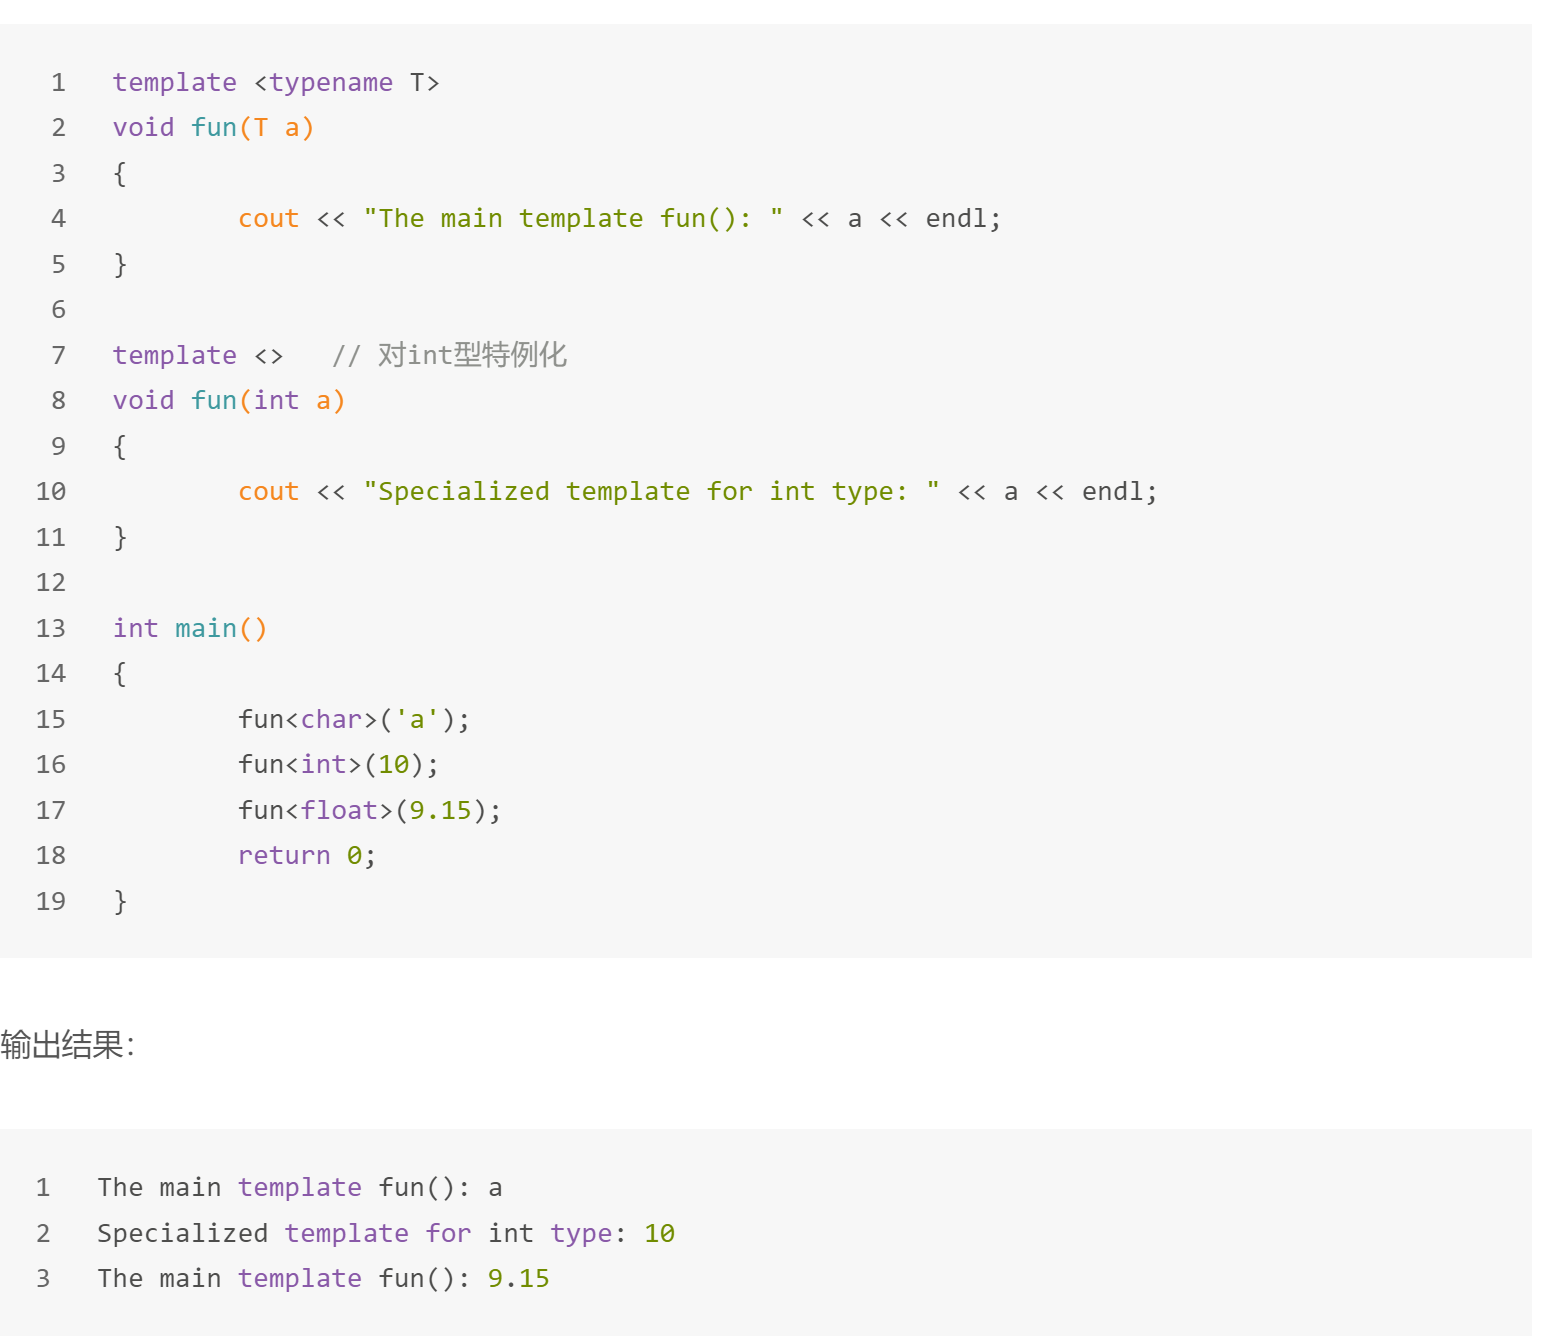 1 template <typename T>
2 void fun(T a)
3 {
4 cout << "The main template fun(): " << a << endl;
5 }
6
7 template <> // 对int型特例化
8 void fun(int a)
9 {
10 cout << "Specialized template for int type: " << a << endl;
11 }
12
13 int main()
14 {
15 fun<char>('a');
16 fun<int>(10);
17 fun<float>(9.15);
18 return 0;
19 }
输出结果：
1 The main template fun(): a
2 Specialized template for int type: 10
3 The main template fun(): 9.15